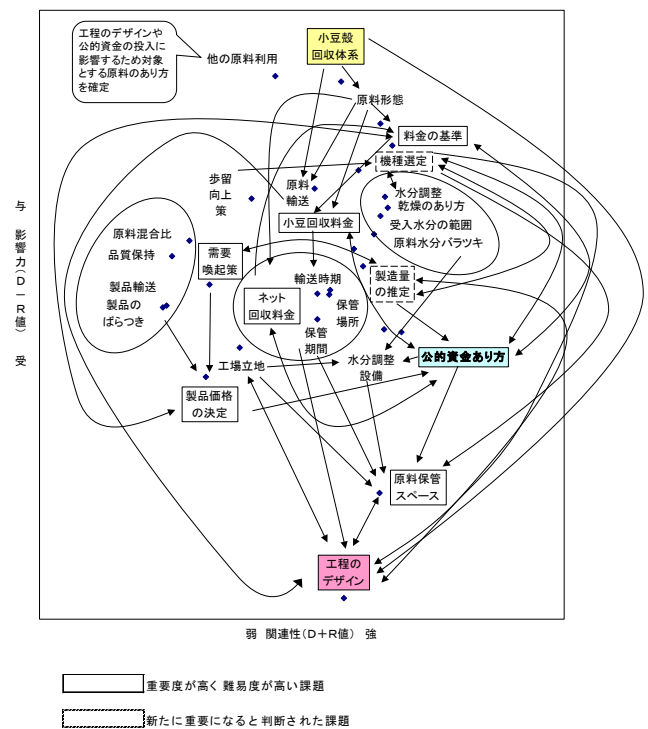 工程のデザインや
公的資金の投入に
影響するため対象
とする原料のあり方
を確定
他の原料利用
小豆殻
回収体系
原料形態
料金の基準
機種選定
歩留
向上
策
原料
輸送
水分調整
乾燥のあり方
受入水分の範囲
原料水分バラツキ
小豆回収料金
原料混合比
品質保持
製品輸送
製品の
ばらつき
需要
喚起策
輸送時期
ネット
回収料金
保管
場所
保管
期間
製造量
の推定
公的資金あり方
工場立地
水分調整
設備
製品価格
の決定
原料保管
スペース
工程の
デザイン
与 影響力(D－R値) 受
弱 関連性(D＋R値) 強
重要度が高く難易度が高い課題
新たに重要になると判断された課題